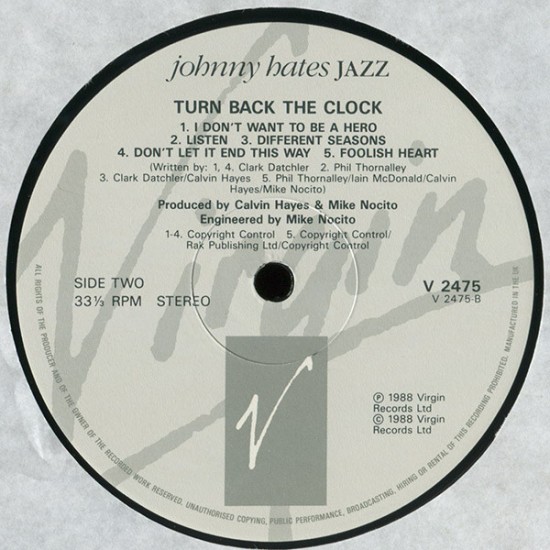 johnny hates JAZZ
TURN BACK THE CLOCK
1. I DON'T WANT TO BE A HERO
2. LISTEN 3. DIFFERENT SEASONS
4. DON'T LET IT END THIS WAY 5. FOOLISH HEART
(Written by: 1, 4. Clark Datchler 2. Phil Thornalley
3. Clark Datchler/Calvin Hayes 5. Phil Thornalley/Iain McDonald/Calvin
Hayes/Mike Nocito)
Produced by Calvin Hayes & Mike Nocito
Engineered by Mike Nocito
1-4. Copyright Control 5. Copyright Control/
Rak Publishing Ltd/Copyright Control
Virgin
SIDE TWO
33⅓ RPM STEREO
V 2475
V 2475-B
V
℗ 1988 Virgin
Records Ltd
© 1988 Virgin
Records Ltd
ALL RIGHTS OF THE PRODUCER AND OF THE OWNER OF THE RECORDED WORK RESERVED. UNAUTHORISED COPYING, PUBLIC PERFORMANCE, BROADCASTING, HIRING OR RENTAL OF THIS RECORDING PROHIBITED. MANUFACTURED IN THE UK